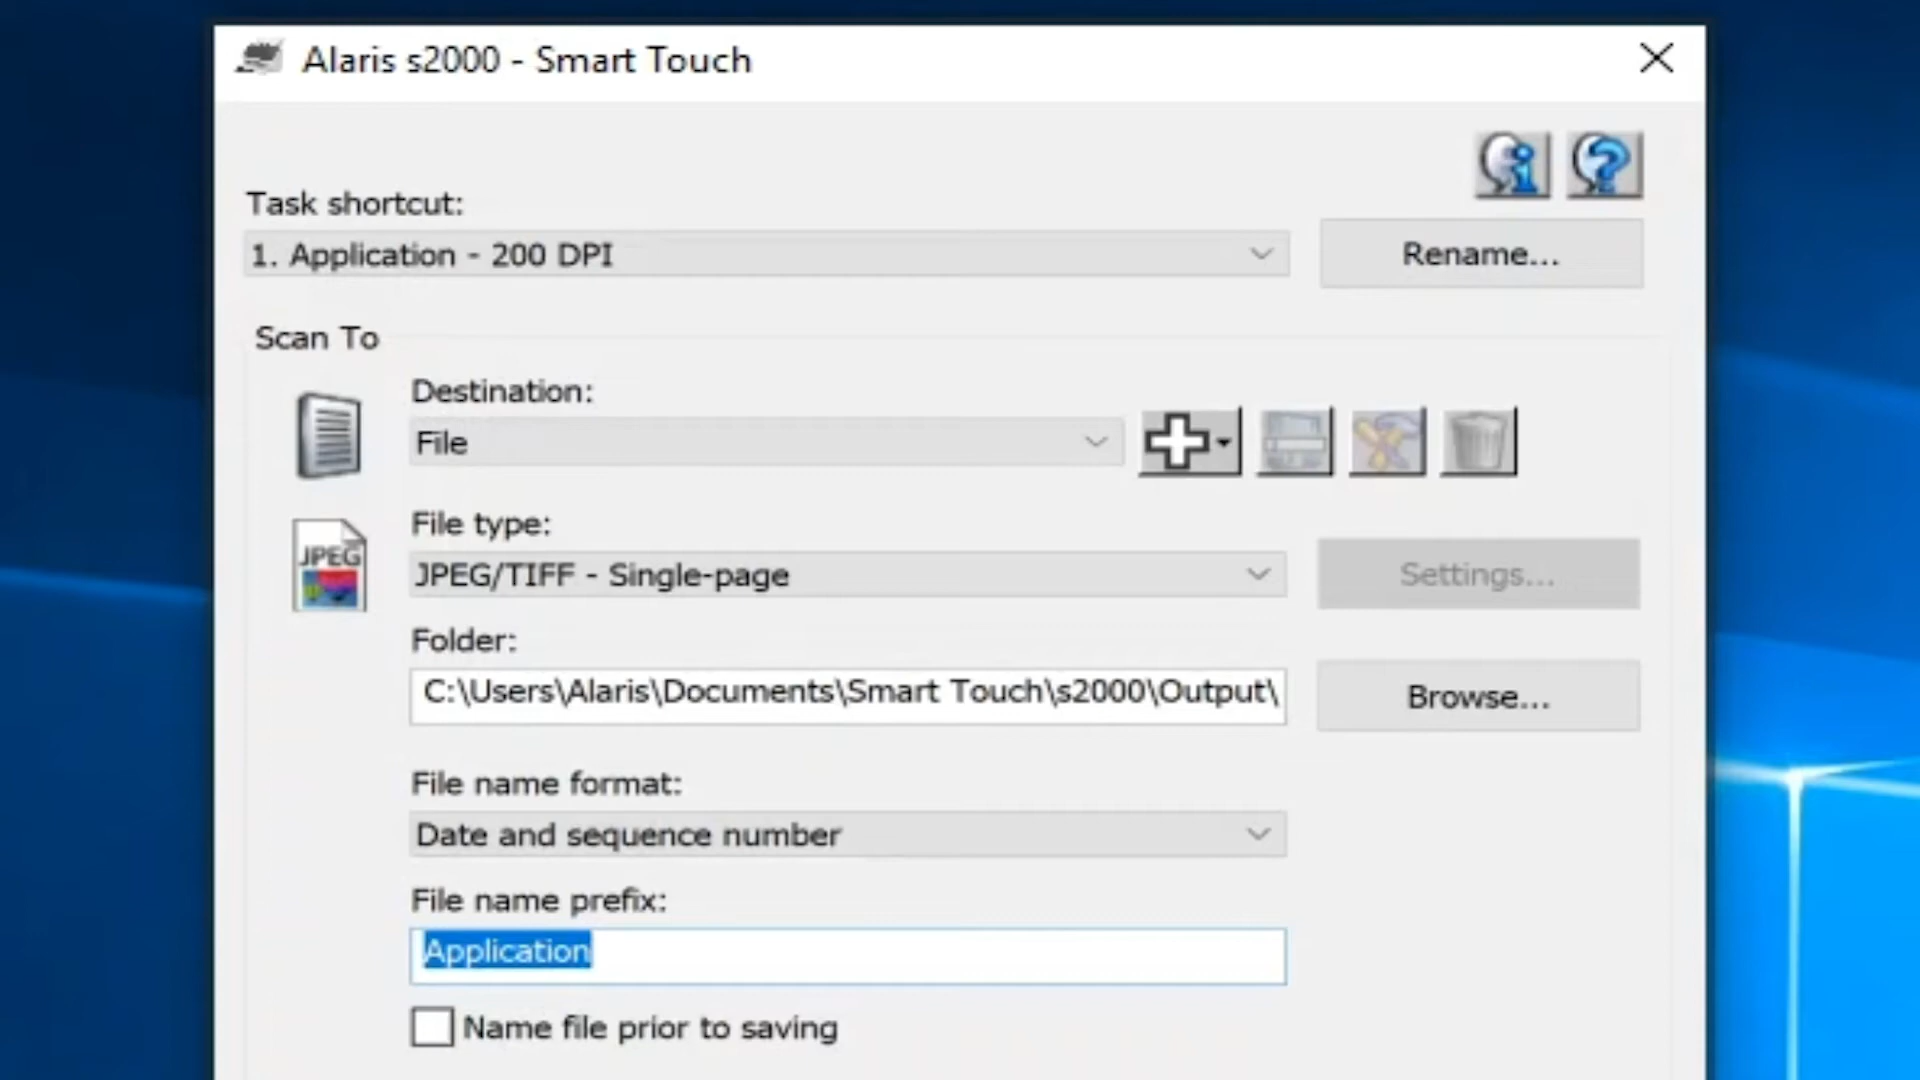 Alaris s2000 - Smart Touch
Task shortcut:
1. Application - 200 DPI
Rename...
Scan To
Destination:
File
File type:
JPEG
JPEG/TIFF - Single-page
Settings...
Folder:
C:\Users\Alaris\Documents\Smart Touch\s2000\Output\
Browse...
File name format:
Date and sequence number
File name prefix:
Application
Name file prior to saving